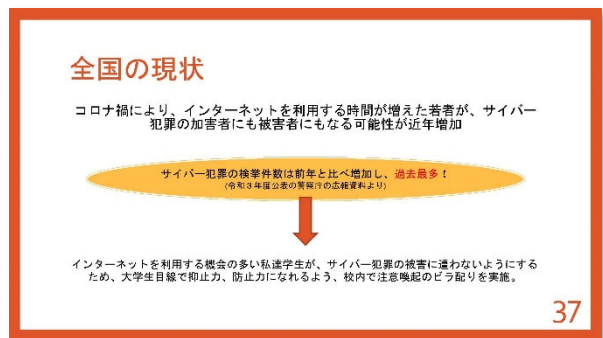 全国の現状
コロナ禍により、インターネットを利用する時間が増えた若者が、サイバー
犯罪の加害者にも被害者にもなる可能性が近年増加
サイバー犯罪の検挙件数は前年と比べ増加し、過去最多！
(令和３年度公表の警察庁の広報資料より)
インターネットを利用する機会の多い私達学生が、サイバー犯罪の被害に遭わないようにする
ため、大学生目線で抑止力、防止力になれるよう、校内で注意喚起のビラ配りを実施。
37